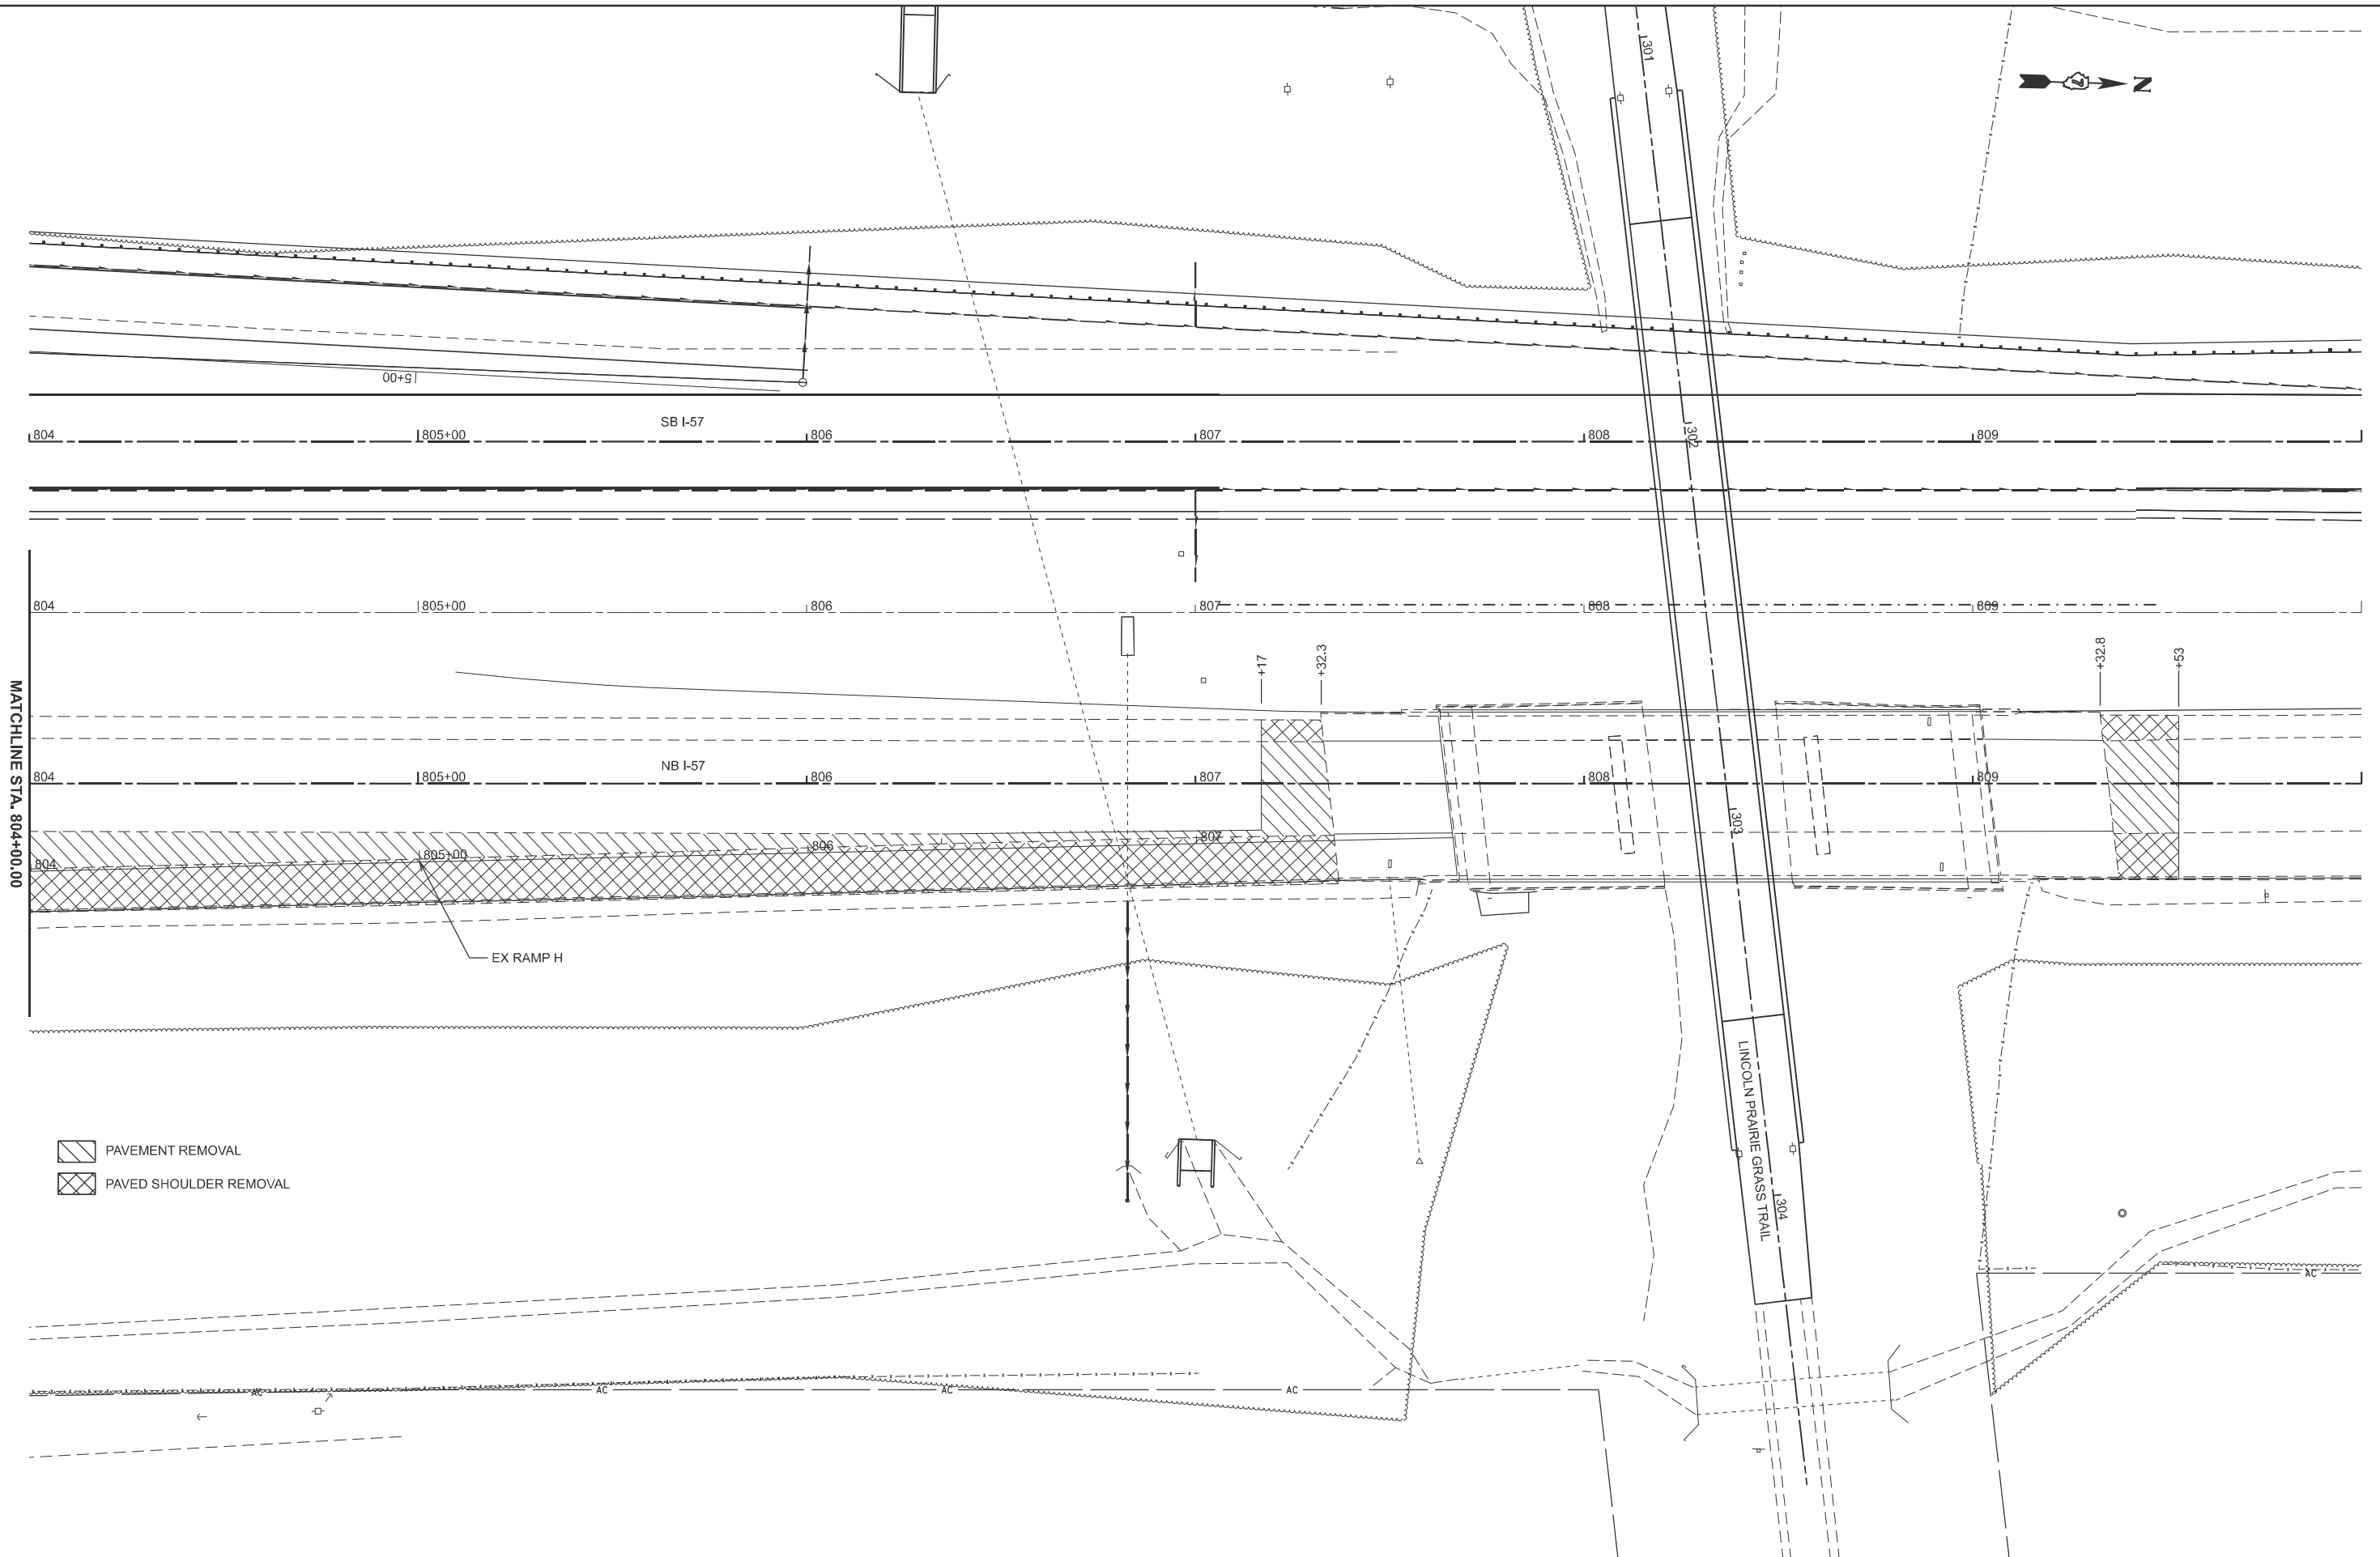 301
N
5+00
SB I-57
804
805+00
806
807
808
302
809
804
805+00
806
807
808
809
+17
+32.3
+32.8
+53
MATCHLINE STA. 804+00.00
NB I-57
804
805+00
806
807
808
809
303
804
805+00
806
807
EX RAMP H
LINCOLN PRAIRIE GRASS TRAIL
304
PAVEMENT REMOVAL
PAVED SHOULDER REMOVAL
AC
AC
AC
AC
AC